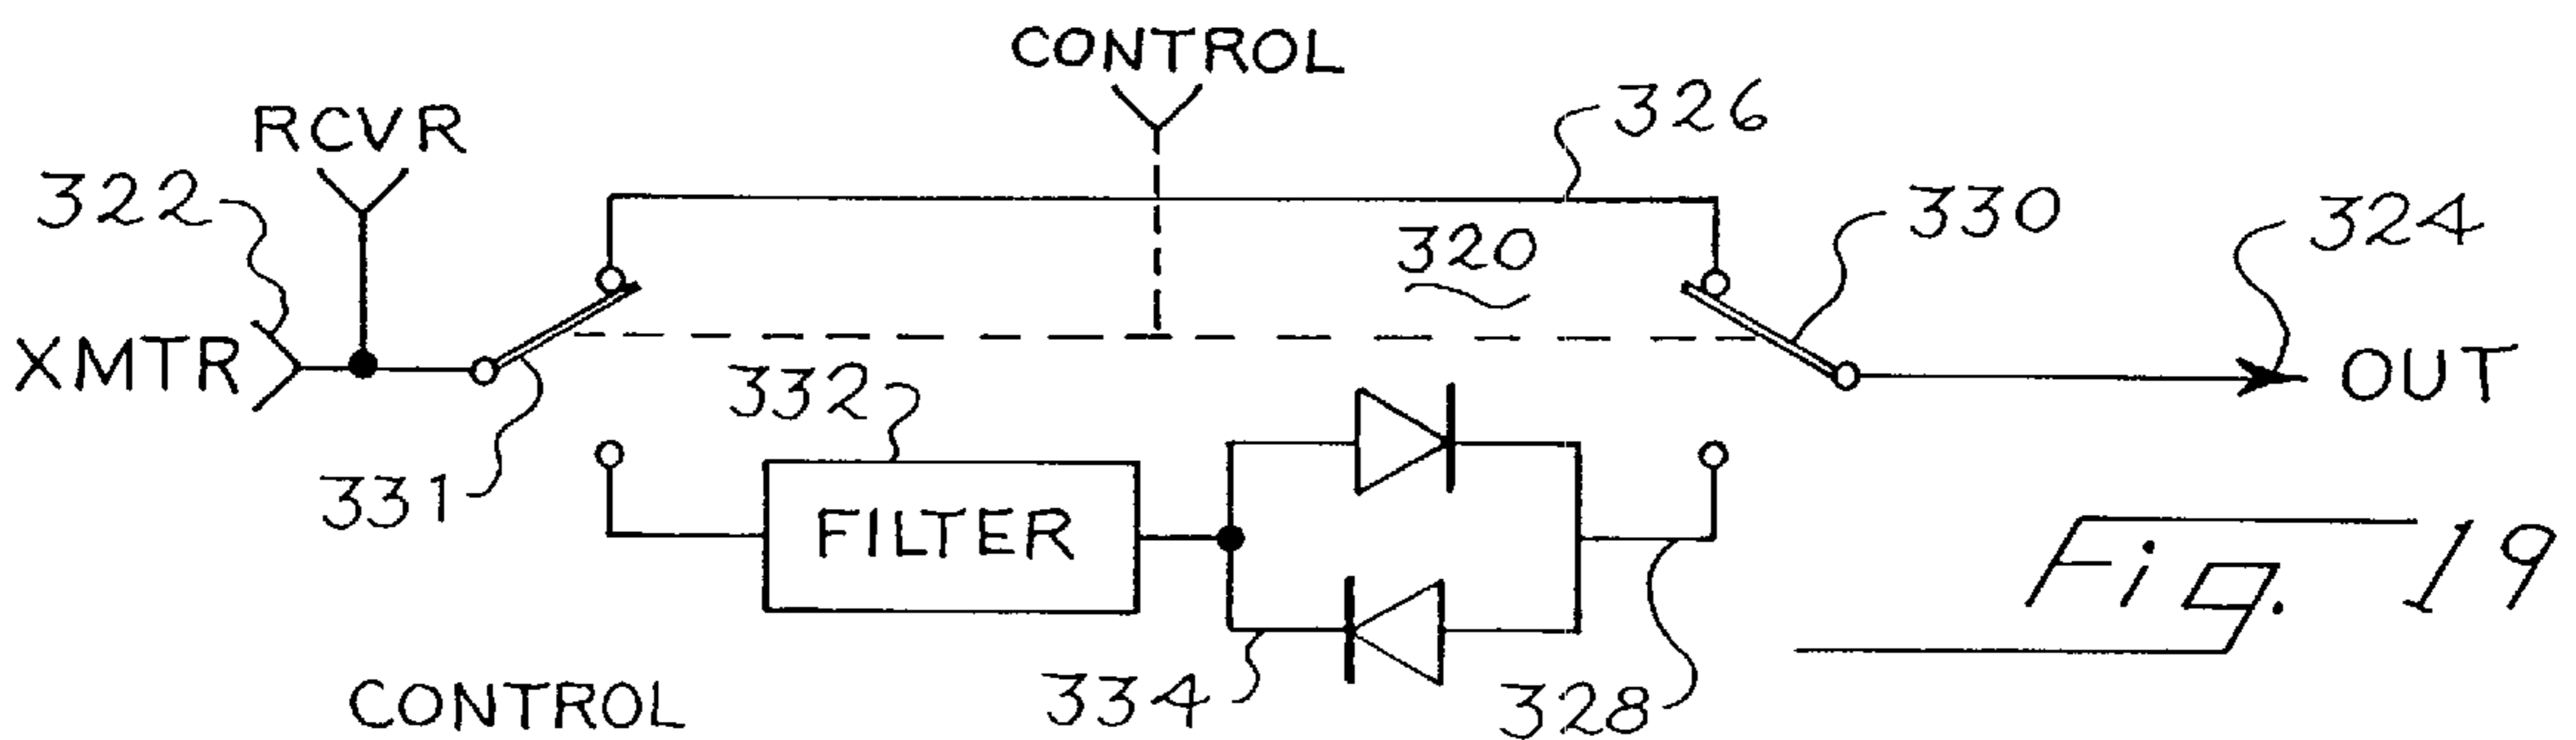 CONTROL
326
RCVR
322
330
324
320
XMTR
OUT
332
331
FILTER
Fig. 19
334
328
CONTROL